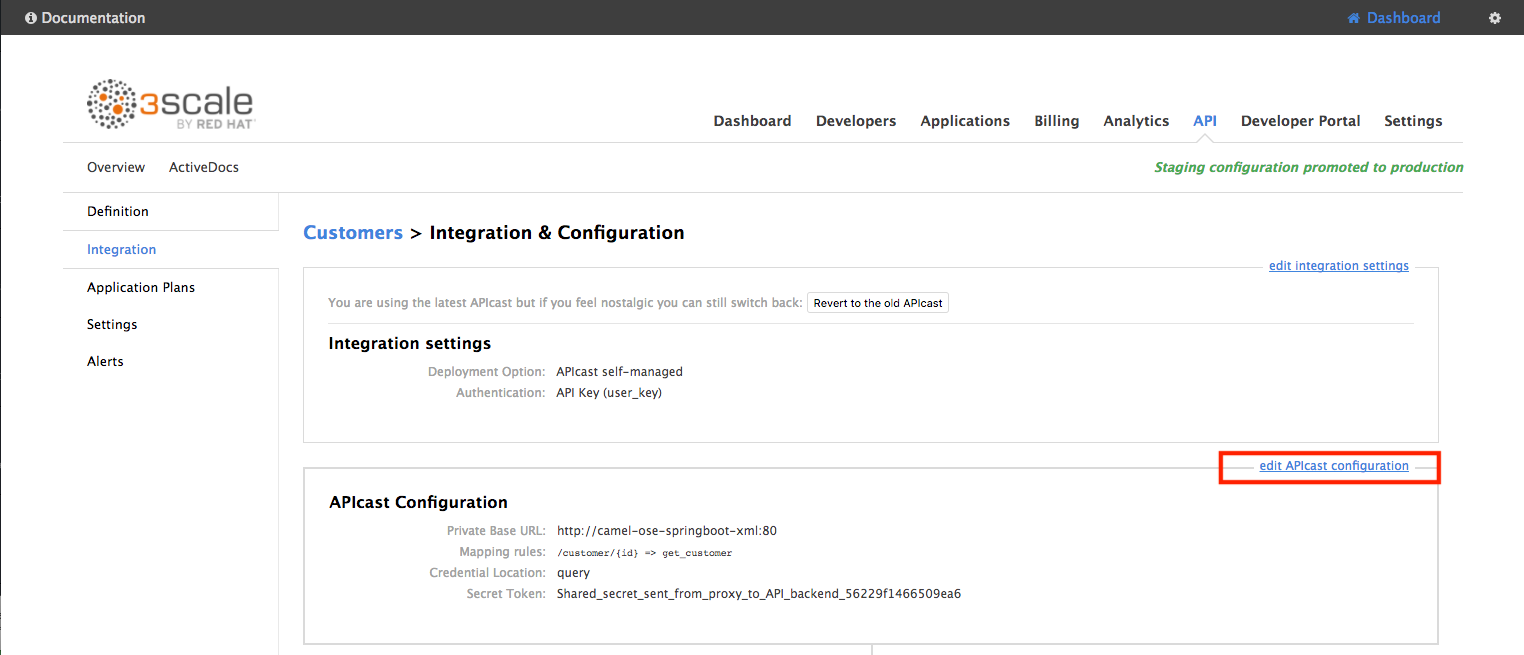 Documentation
Dashboard
3scale
BY RED HAT
Dashboard Developers Applications Billing Analytics API Developer Portal Settings
Overview ActiveDocs
Staging configuration promoted to production
Definition
Integration
Application Plans
Settings
Alerts
Customers > Integration & Configuration
edit integration settings
You are using the latest APIcast but if you feel nostalgic you can still switch back: Revert to the old APIcast
Integration settings
Deployment Option: APIcast self-managed
Authentication: API Key (user_key)
edit APIcast configuration
APIcast Configuration
Private Base URL: http://camel-ose-springboot-xml:80
Mapping rules: /customer/{id} => get_customer
Credential Location: query
Secret Token: Shared_secret_sent_from_proxy_to_API_backend_56229f1466509ea6